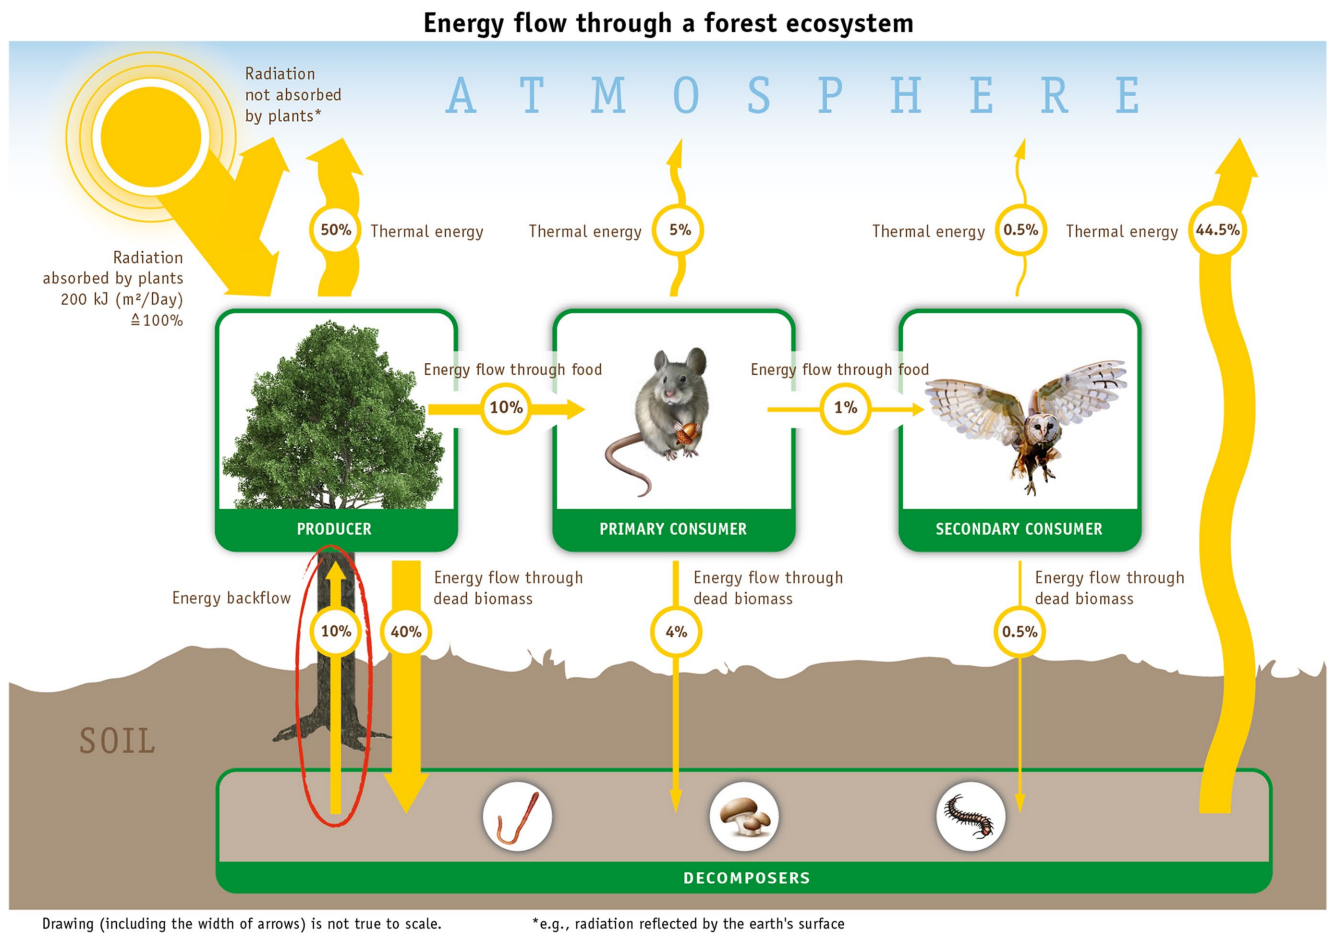 Energy flow through a forest ecosystem
ATMOSPHERE
Radiation
not absorbed
by plants*
50%
Thermal energy
Thermal energy
5%
Thermal energy
0.5%
Thermal energy
44.5%
Radiation
absorbed by plants
200 kJ (m²/Day)
≙100%
Energy flow through food
10%
Energy flow through food
1%
PRODUCER
PRIMARY CONSUMER
SECONDARY CONSUMER
Energy backflow
10%
40%
Energy flow through
dead biomass
4%
Energy flow through
dead biomass
0.5%
Energy flow through
dead biomass
SOIL
DECOMPOSERS
Drawing (including the width of arrows) is not true to scale.
*e.g., radiation reflected by the earth's surface